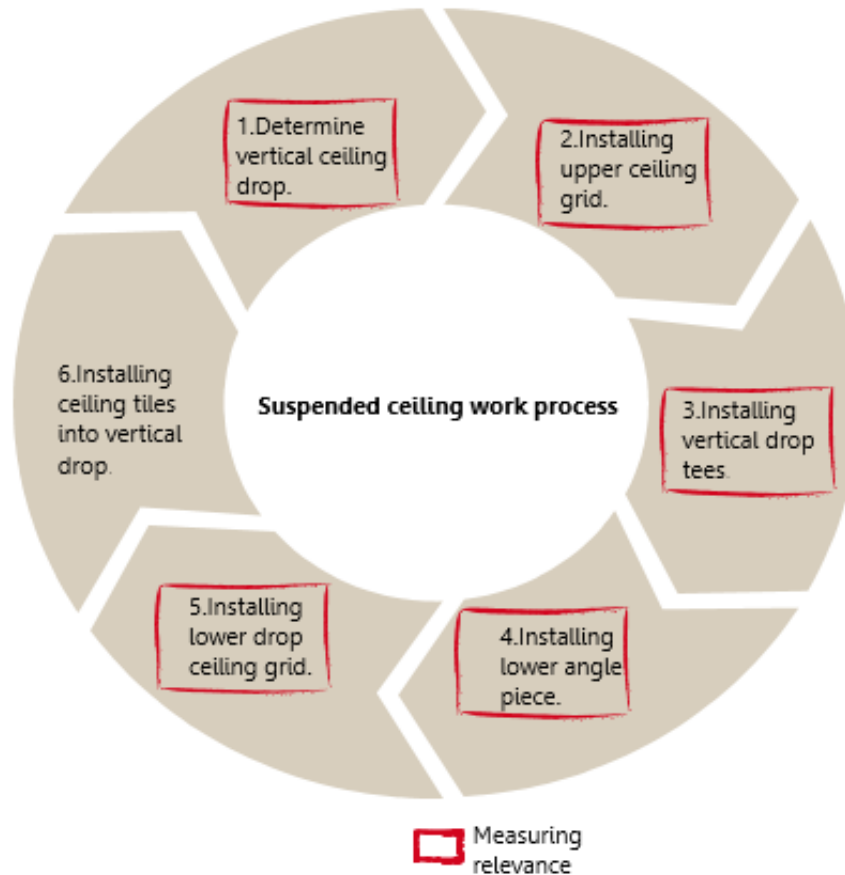 1.Determine
vertical ceiling
drop.
2.Installing
upper ceiling
grid.
3.Installing
vertical drop
tees.
4.Installing
lower angle
piece.
5.Installing
lower drop
ceiling grid.
6.Installing
ceiling tiles
into vertical
drop.
Suspended ceiling work process
Measuring
relevance